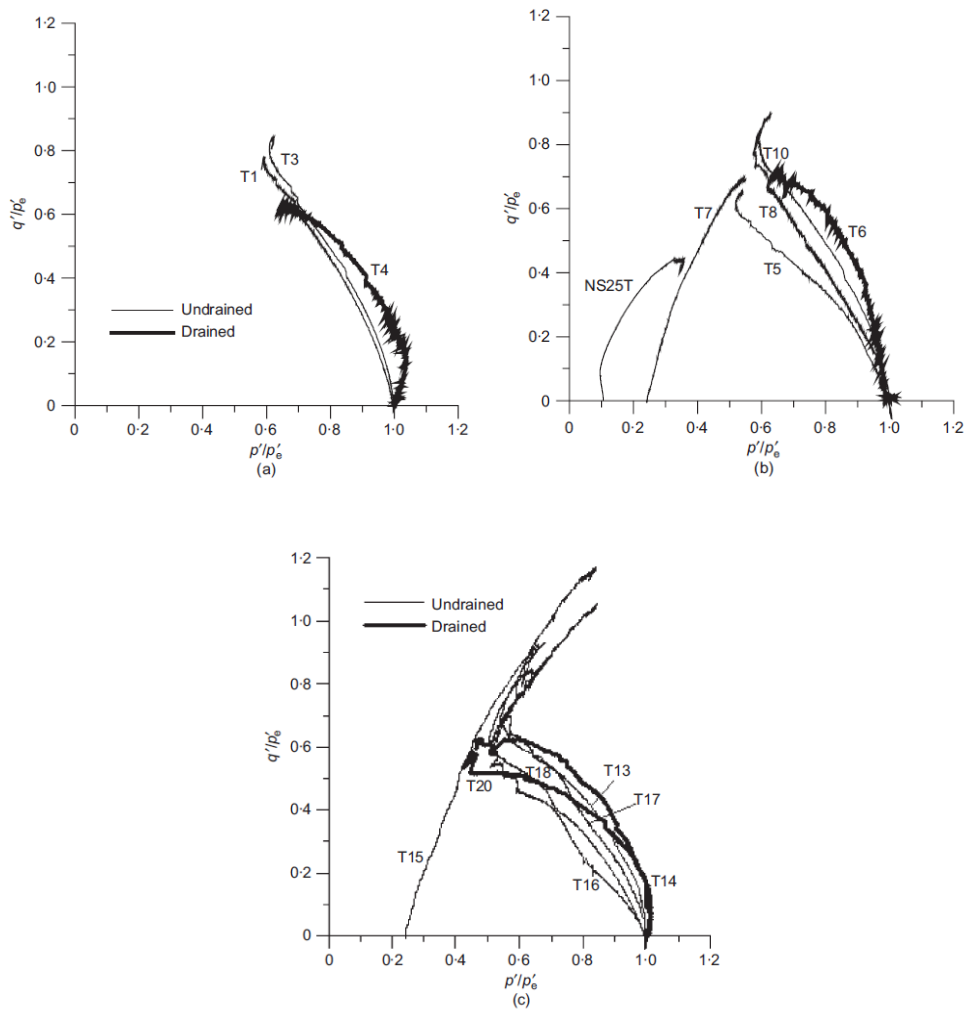 1·2
1·0
0·8
0·6
0·4
0·2
0
q′/p′e
T3
T1
T4
Undrained
Drained
0 0·2 0·4 0·6 0·8 1·0 1·2
p′/p′e
(a)
1·2
1·0
0·8
0·6
0·4
0·2
0
q′/p′e
T10
T7 T8
T6
T5
NS25T
0 0·2 0·4 0·6 0·8 1·0 1·2
p′/p′e
(b)
1·2
1·0
0·8
0·6
0·4
0·2
0
q′/p′e
Undrained
Drained
T18 T13
T20
T17
T15
T16 T14
0 0·2 0·4 0·6 0·8 1·0 1·2
p′/p′e
(c)